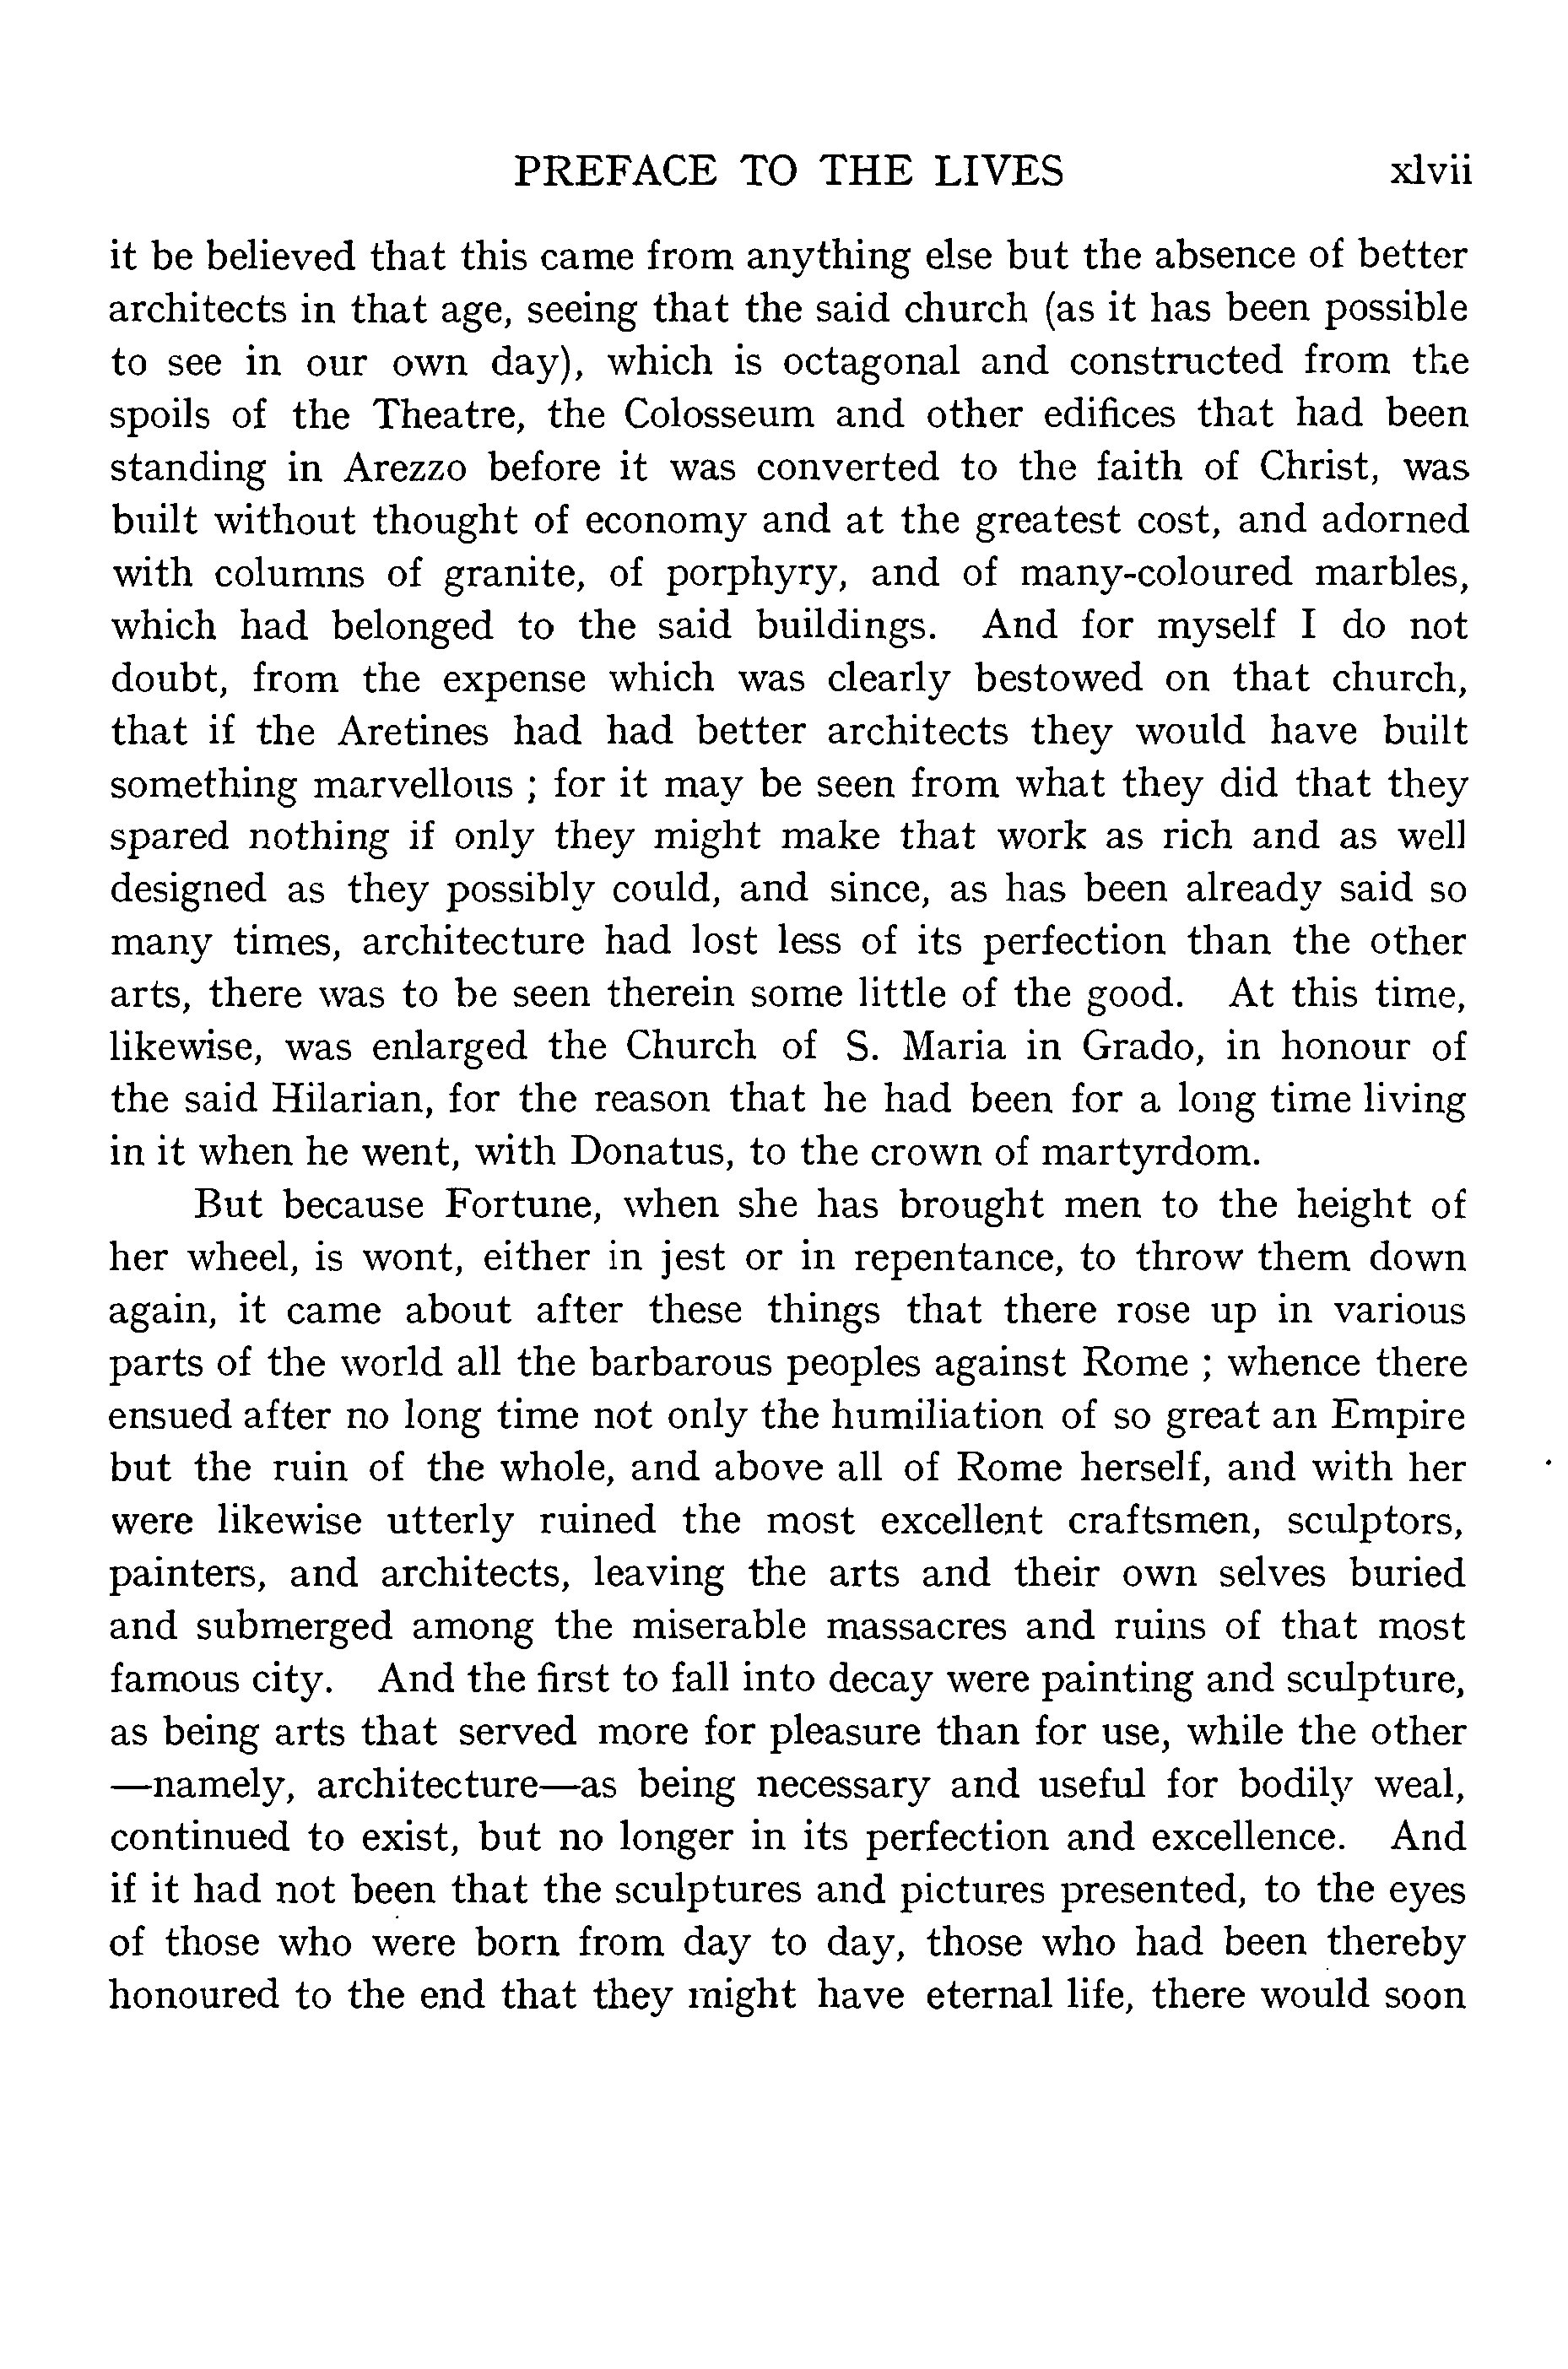 PREFACE TO THE LIVES xlvii
it be believed that this came from anything else but the absence of better
architects in that age, seeing that the said church (as it has been possible
to see in our own day), which is octagonal and constructed from the
spoils of the Theatre, the Colosseum and other edifices that had been
standing in Arezzo before it was converted to the faith of Christ, was
built without thought of economy and at the greatest cost, and adorned
with columns of granite, of porphyry, and of many-coloured marbles,
which had belonged to the said buildings. And for myself I do not
doubt, from the expense which was clearly bestowed on that church,
that if the Aretines had had better architects they would have built
something marvellous ; for it may be seen from what they did that they
spared nothing if only they might make that work as rich and as well
designed as they possibly could, and since, as has been already said so
many times, architecture had lost less of its perfection than the other
arts, there was to be seen therein some little of the good. At this time,
likewise, was enlarged the Church of S. Maria in Grado, in honour of
the said Hilarian, for the reason that he had been for a long time living
in it when he went, with Donatus, to the crown of martyrdom.
But because Fortune, when she has brought men to the height of
her wheel, is wont, either in jest or in repentance, to throw them down
again, it came about after these things that there rose up in various
parts of the world all the barbarous peoples against Rome ; whence there
ensued after no long time not only the humiliation of so great an Empire
but the ruin of the whole, and above all of Rome herself, and with her
were likewise utterly ruined the most excellent craftsmen, sculptors,
painters, and architects, leaving the arts and their own selves buried
and submerged among the miserable massacres and ruins of that most
famous city. And the first to fall into decay were painting and sculpture,
as being arts that served more for pleasure than for use, while the other
—namely, architecture—as being necessary and useful for bodily weal,
continued to exist, but no longer in its perfection and excellence. And
if it had not been that the sculptures and pictures presented, to the eyes
of those who were born from day to day, those who had been thereby
honoured to the end that they might have eternal life, there would soon